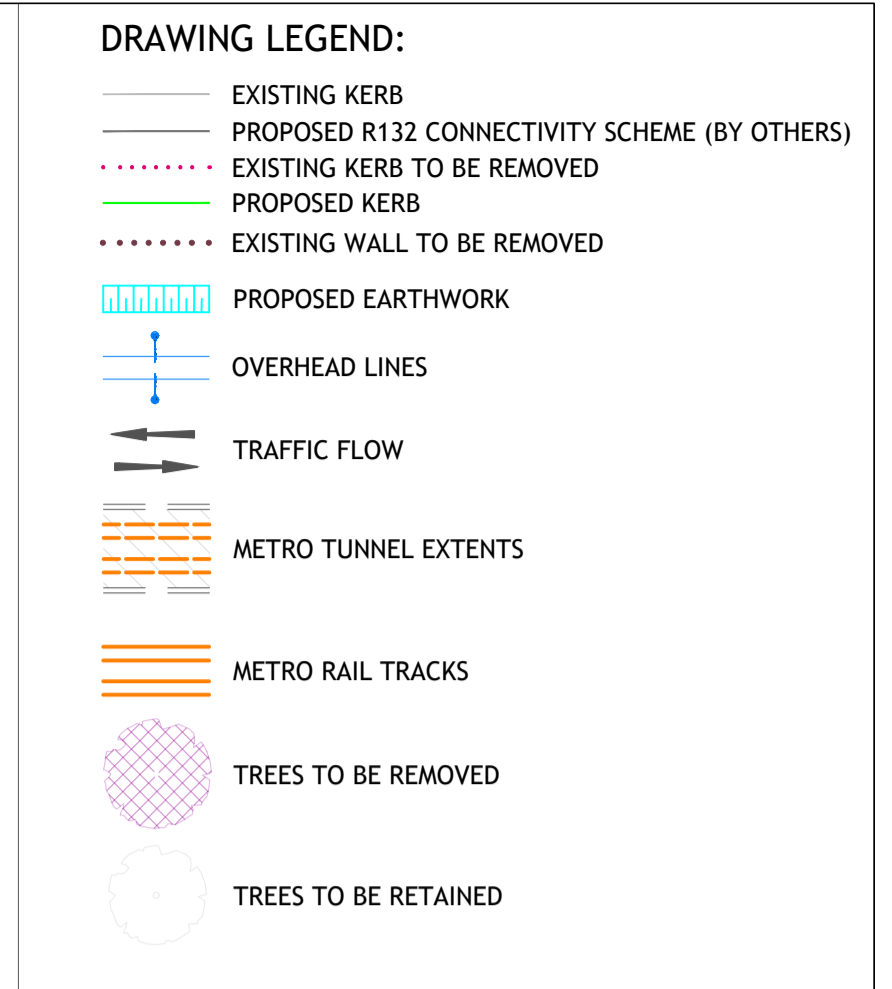 DRAWING LEGEND:
EXISTING KERB
PROPOSED R132 CONNECTIVITY SCHEME (BY OTHERS)
EXISTING KERB TO BE REMOVED
PROPOSED KERB
EXISTING WALL TO BE REMOVED
PROPOSED EARTHWORK
OVERHEAD LINES
TRAFFIC FLOW
METRO TUNNEL EXTENTS
METRO RAIL TRACKS
TREES TO BE REMOVED
TREES TO BE RETAINED